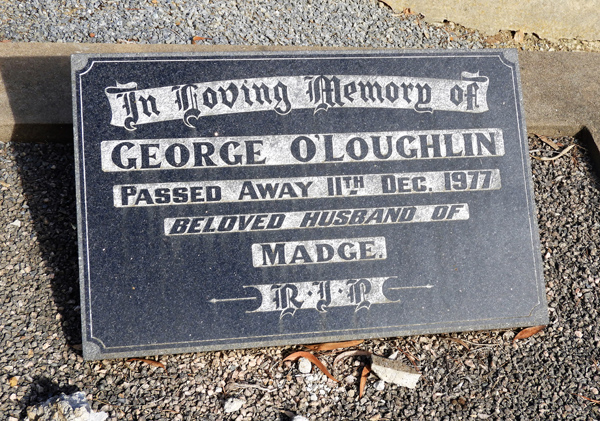 In Loving Memory of
GEORGE O'LOUGHLIN
PASSED AWAY 11TH DEC. 1977
BELOVED HUSBAND OF
MADGE.
R·I·P